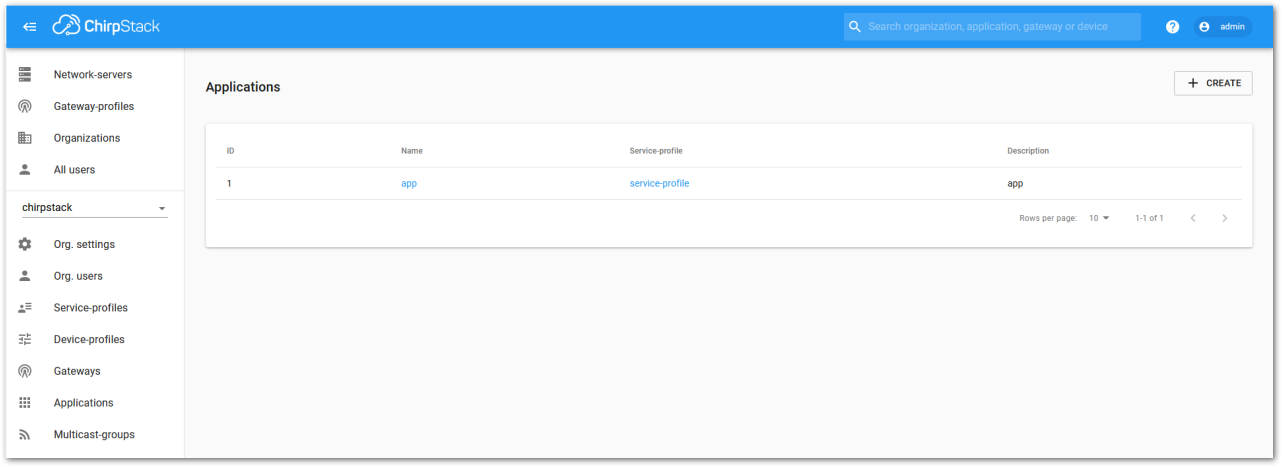 ChirpStack
Search organization, application, gateway or device
? admin
Network-servers
Gateway-profiles
Organizations
All users
chirpstack
Org. settings
Org. users
Service-profiles
Device-profiles
Gateways
Applications
Multicast-groups
Applications
+ CREATE
ID Name Service-profile Description
1 app service-profile app
Rows per page: 10 1-1 of 1